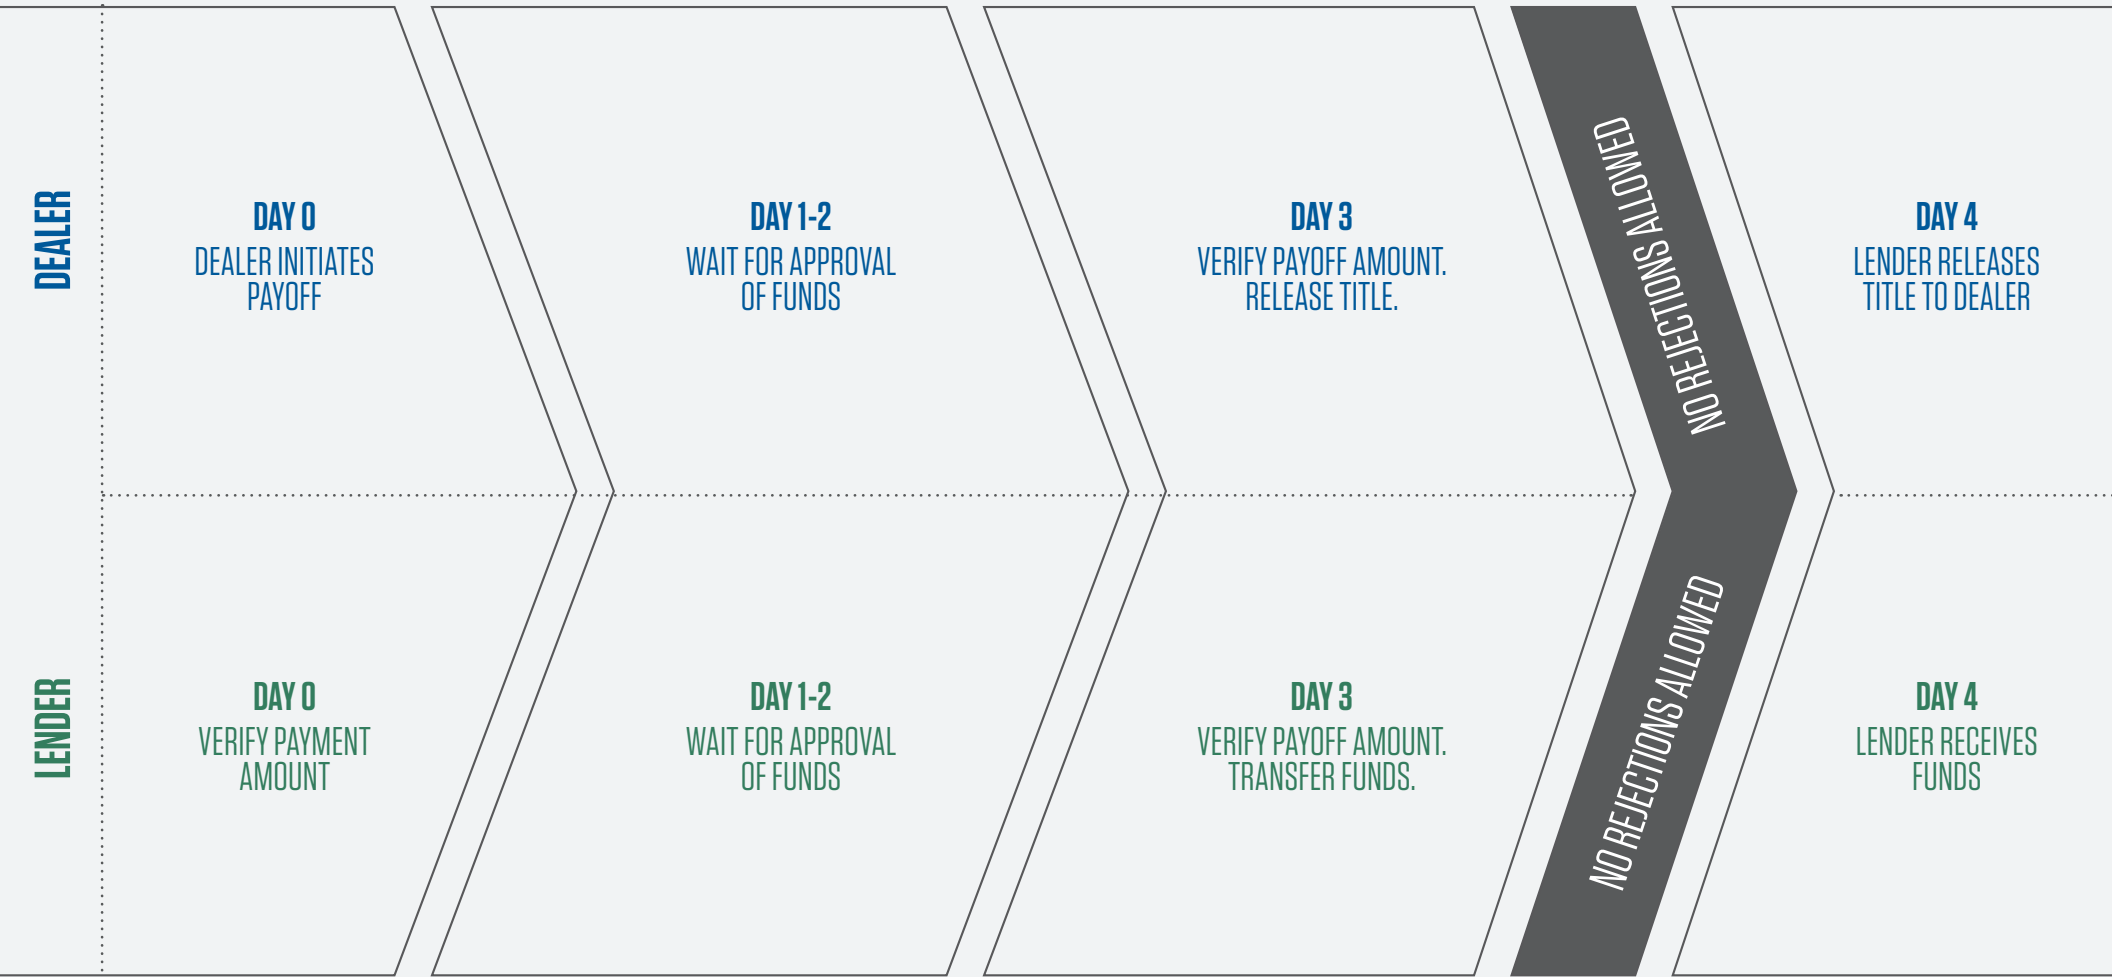 DEALER
DAY 0
DEALER INITIATES
PAYOFF
DAY 1-2
WAIT FOR APPROVAL
OF FUNDS
DAY 3
VERIFY PAYOFF AMOUNT.
RELEASE TITLE.
NO REJECTIONS ALLOWED
DAY 4
LENDER RELEASES
TITLE TO DEALER
LENDER
DAY 0
VERIFY PAYMENT
AMOUNT
DAY 1-2
WAIT FOR APPROVAL
OF FUNDS
DAY 3
VERIFY PAYOFF AMOUNT.
TRANSFER FUNDS.
NO REJECTIONS ALLOWED
DAY 4
LENDER RECEIVES
FUNDS